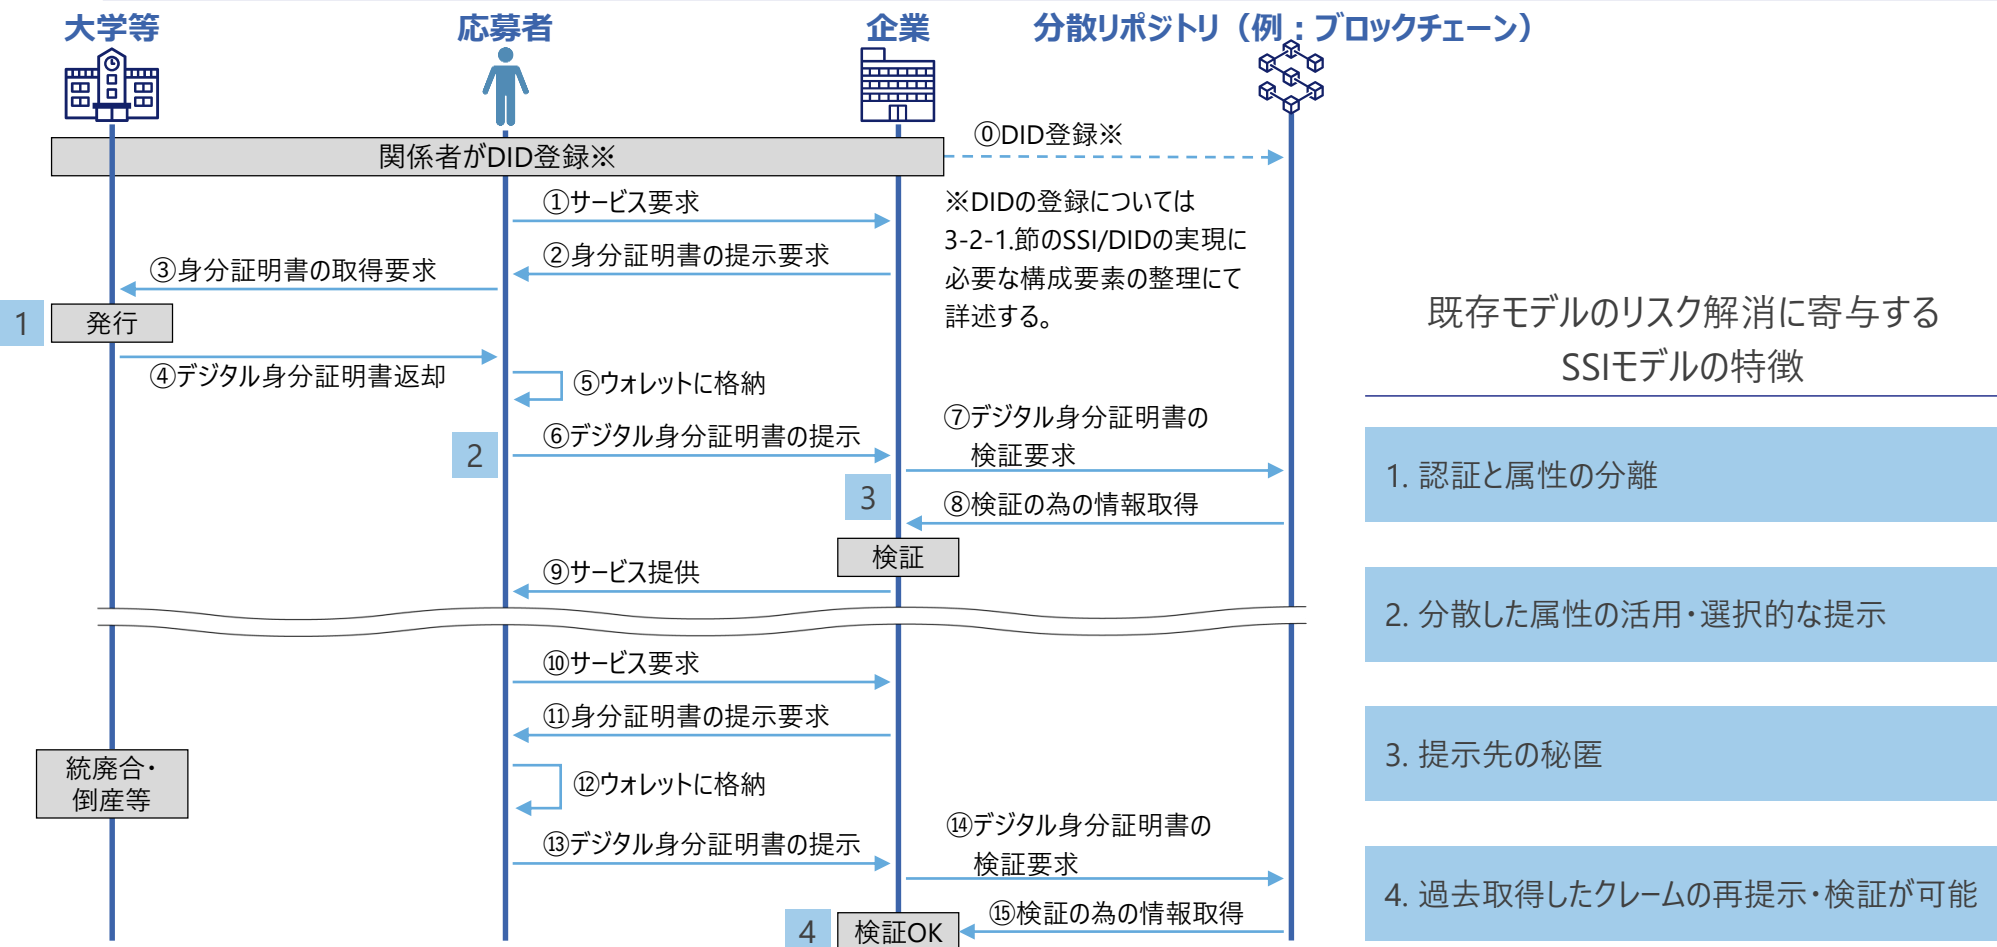 大学等
応募者
企業
分散リポジトリ（例：ブロックチェーン）
⓪DID登録※
関係者がDID登録※
①サービス要求
※DIDの登録については
3-2-1.節のSSI/DIDの実現に
必要な構成要素の整理にて
詳述する。
②身分証明書の提示要求
③身分証明書の取得要求
1
発行
④デジタル身分証明書返却
⑤ウォレットに格納
⑥デジタル身分証明書の提示
2
⑦デジタル身分証明書の
検証要求
3
⑧検証の為の情報取得
検証
⑨サービス提供
⑩サービス要求
⑪身分証明書の提示要求
統廃合・
倒産等
⑫ウォレットに格納
⑬デジタル身分証明書の提示
⑭デジタル身分証明書の
検証要求
⑮検証の為の情報取得
4
検証OK
既存モデルのリスク解消に寄与する
SSIモデルの特徴
1. 認証と属性の分離
2. 分散した属性の活用・選択的な提示
3. 提示先の秘匿
4. 過去取得したクレームの再提示・検証が可能